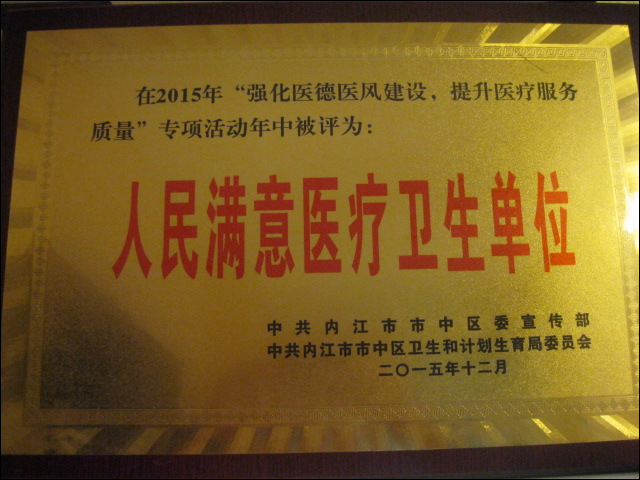 在2015年“强化医德医风建设，提升医疗服务
质量”专项活动年中被评为：
人民满意医疗卫生单位
中共内江市市中区委宣传部
中共内江市市中区卫生和计划生育局委员会
二〇一五年十二月